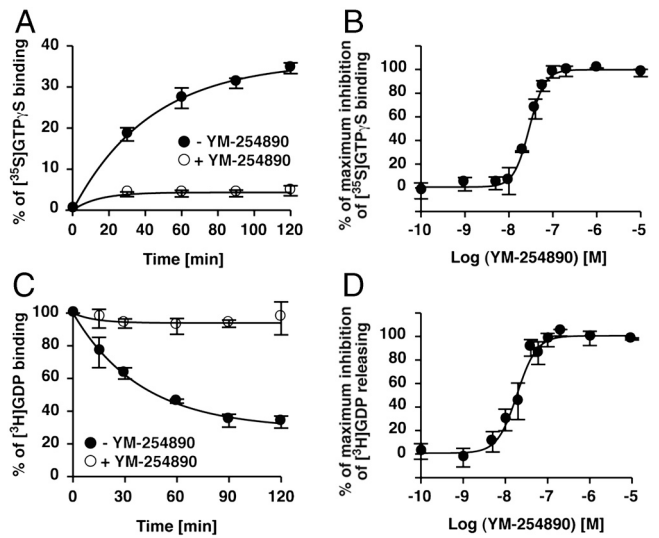 A
% of [³⁵S]GTPγS binding
40
30
20
10
0
- YM-254890
+ YM-254890
0 20 40 60 80 100 120
Time [min]
B
% of maximum inhibition
of [³⁵S]GTPγS binding
120
100
80
60
40
20
0
-10 -9 -8 -7 -6 -5
Log (YM-254890) [M]
C
% of [³H]GDP binding
100
80
60
40
20
0
- YM-254890
+ YM-254890
0 30 60 90 120
Time [min]
D
% of maximum inhibition
of [³H]GDP releasing
100
80
60
40
20
0
-10 -9 -8 -7 -6 -5
Log (YM-254890) [M]